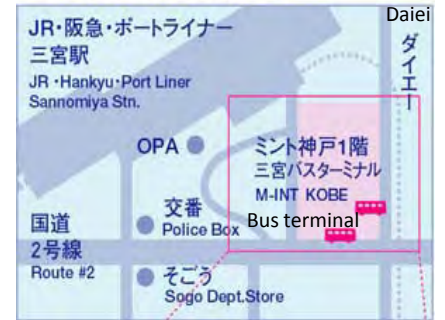 Daiei
JR・阪急・ポートライナー
三宮駅
JR・Hankyu・Port Liner
Sannomiya Stn.
ダイエー
OPA
ミント神戸1階
三宮バスターミナル
M-INT KOBE
Bus terminal
交番
Police Box
国道
2号線
Route #2
そごう
Sogo Dept.Store